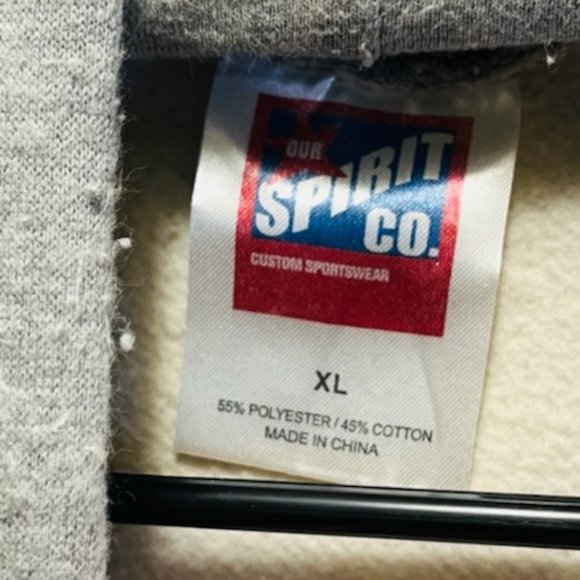 OUR
SPIRIT
CO.
CUSTOM SPORTSWEAR
XL
55% POLYESTER / 45% COTTON
MADE IN CHINA